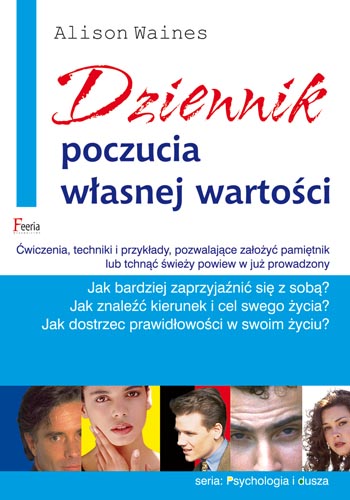 Alison Waines
Dziennik
poczucia
własnej wartości
Feeria
Ćwiczenia, techniki i przykłady, pozwalające założyć pamiętnik
lub tchnąć świeży powiew w już prowadzony
Jak bardziej zaprzyjaźnić się z sobą?
Jak znaleźć kierunek i cel swego życia?
Jak dostrzec prawidłowości w swoim życiu?
seria: Psychologia i dusza